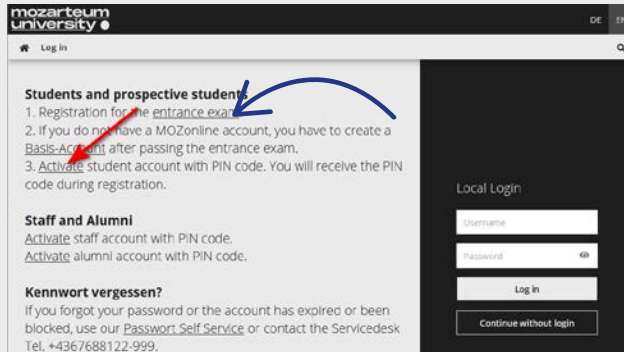 mozarteum
university
DE EN
Log in
Students and prospective students
1. Registration for the entrance exam
2. If you do not have a MOZonline account, you have to create a
Basis-Account after passing the entrance exam.
3. Activate student account with PIN code. You will receive the PIN
code during registration.
Staff and Alumni
Activate staff account with PIN code.
Activate alumni account with PIN code.
Kennwort vergessen?
If you forgot your password or the account has expired or been
blocked, use our Passwort Self Service or contact the Servicedesk
Tel. +4367688122-999.
Local Login
Username
Password
Log in
Continue without login